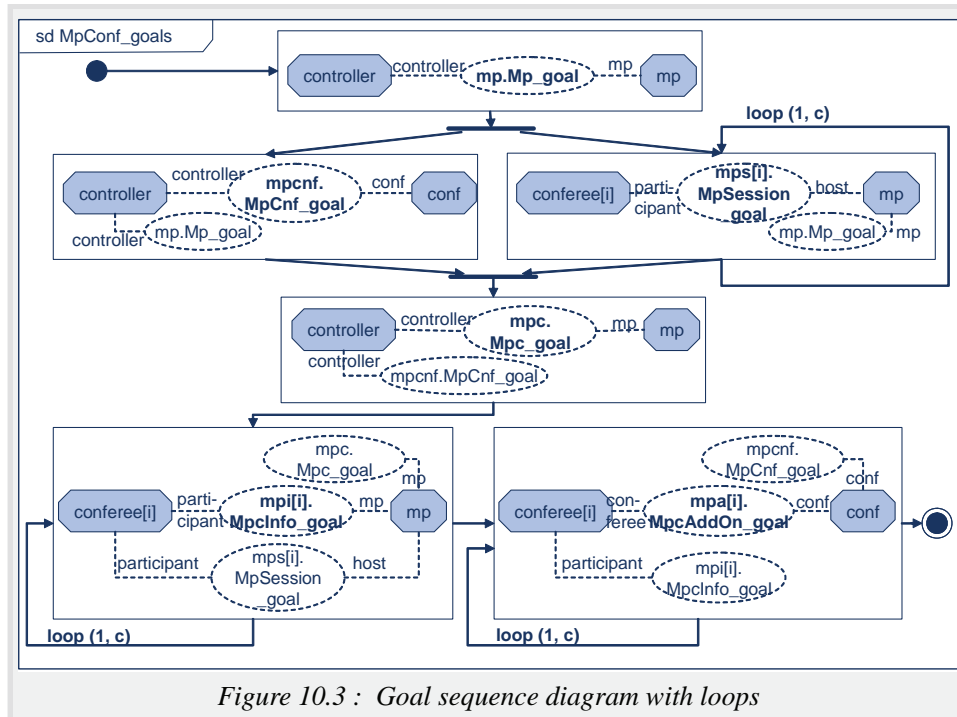 sd MpConf_goals
controller
controller
mp.Mp_goal
mp
mp
loop (1, c)
controller
controller
mpcnf.
MpCnf_goal
conf
conf
controller
mp.Mp_goal
conferee[i]
parti-
cipant
mps[i].
MpSession
_goal
host
mp
mp.Mp_goal
mp
controller
controller
mpc.
Mpc_goal
mp
mp
controller
mpcnf.MpCnf_goal
mpc.
Mpc_goal
mp
conferee[i]
parti-
cipant
mpi[i].
MpcInfo_goal
mp
mp
participant
mps[i].
MpSession
_goal
host
loop (1, c)
mpcnf.
MpCnf_goal
conf
conferee[i]
con-
feree
mpa[i].
MpcAddOn_goal
conf
conf
participant
mpi[i].
MpcInfo_goal
loop (1, c)
Figure 10.3 : Goal sequence diagram with loops